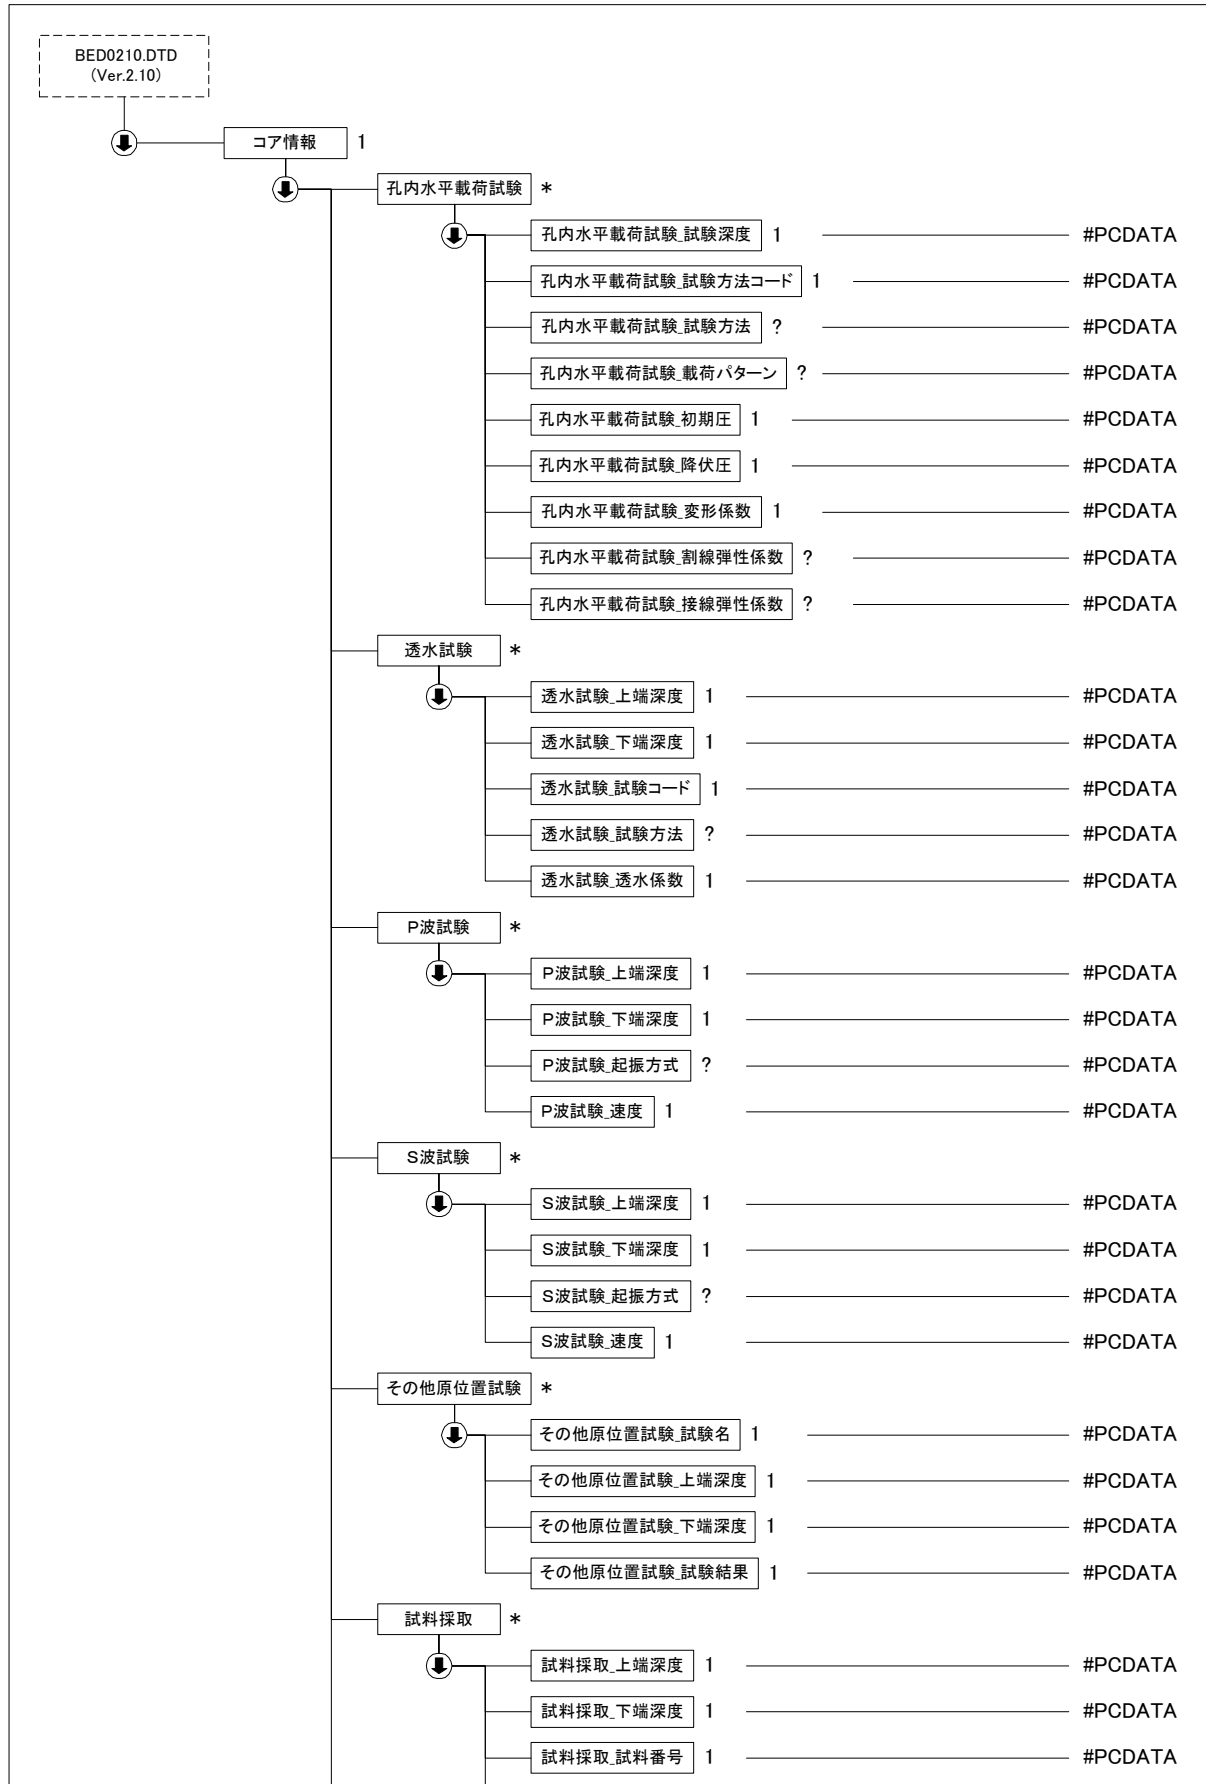 BED0210.DTD
(Ver.2.10)
コア情報 1
孔内水平載荷試験 *
孔内水平載荷試験_試験深度 1 #PCDATA
孔内水平載荷試験_試験方法コード 1 #PCDATA
孔内水平載荷試験_試験方法 ? #PCDATA
孔内水平載荷試験_載荷パターン ? #PCDATA
孔内水平載荷試験_初期圧 1 #PCDATA
孔内水平載荷試験_降伏圧 1 #PCDATA
孔内水平載荷試験_変形係数 1 #PCDATA
孔内水平載荷試験_割線弾性係数 ? #PCDATA
孔内水平載荷試験_接線弾性係数 ? #PCDATA
透水試験 *
透水試験_上端深度 1 #PCDATA
透水試験_下端深度 1 #PCDATA
透水試験_試験コード 1 #PCDATA
透水試験_試験方法 ? #PCDATA
透水試験_透水係数 1 #PCDATA
P波試験 *
P波試験_上端深度 1 #PCDATA
P波試験_下端深度 1 #PCDATA
P波試験_起振方式 ? #PCDATA
P波試験_速度 1 #PCDATA
S波試験 *
S波試験_上端深度 1 #PCDATA
S波試験_下端深度 1 #PCDATA
S波試験_起振方式 ? #PCDATA
S波試験_速度 1 #PCDATA
その他原位置試験 *
その他原位置試験_試験名 1 #PCDATA
その他原位置試験_上端深度 1 #PCDATA
その他原位置試験_下端深度 1 #PCDATA
その他原位置試験_試験結果 1 #PCDATA
試料採取 *
試料採取_上端深度 1 #PCDATA
試料採取_下端深度 1 #PCDATA
試料採取_試料番号 1 #PCDATA